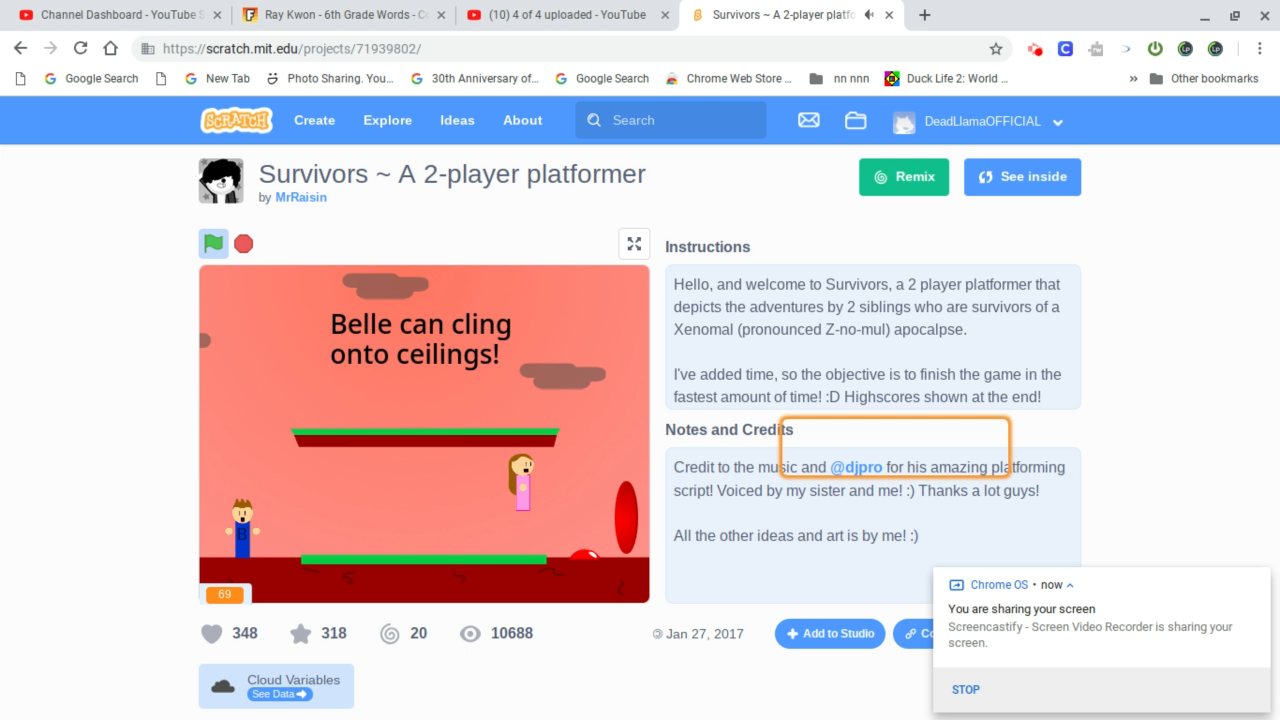 Channel Dashboard - YouTube S
Ray Kwon - 6th Grade Words - Co
(10) 4 of 4 uploaded - YouTube
Survivors ~ A 2-player platfo
https://scratch.mit.edu/projects/71939802/
Google Search
New Tab
Photo Sharing. You...
30th Anniversary of...
Google Search
Chrome Web Store ...
nn nnn
Duck Life 2: World ...
»
Other bookmarks
SCRATCH
Create
Explore
Ideas
About
Search
DeadLlamaOFFICIAL
Survivors ~ A 2-player platformer
by MrRaisin
Remix
See inside
Belle can cling
onto ceilings!
B
69
Instructions
Hello, and welcome to Survivors, a 2 player platformer that
depicts the adventures by 2 siblings who are survivors of a
Xenomal (pronounced Z-no-mul) apocalpse.
I've added time, so the objective is to finish the game in the
fastest amount of time! :D Highscores shown at the end!
Notes and Credits
Credit to the music and @djpro for his amazing platforming
script! Voiced by my sister and me! :) Thanks a lot guys!
All the other ideas and art is by me! :)
348
318
20
10688
© Jan 27, 2017
Add to Studio
Co
Cloud Variables
See Data
Chrome OS • now
You are sharing your screen
Screencastify - Screen Video Recorder is sharing your
screen.
STOP